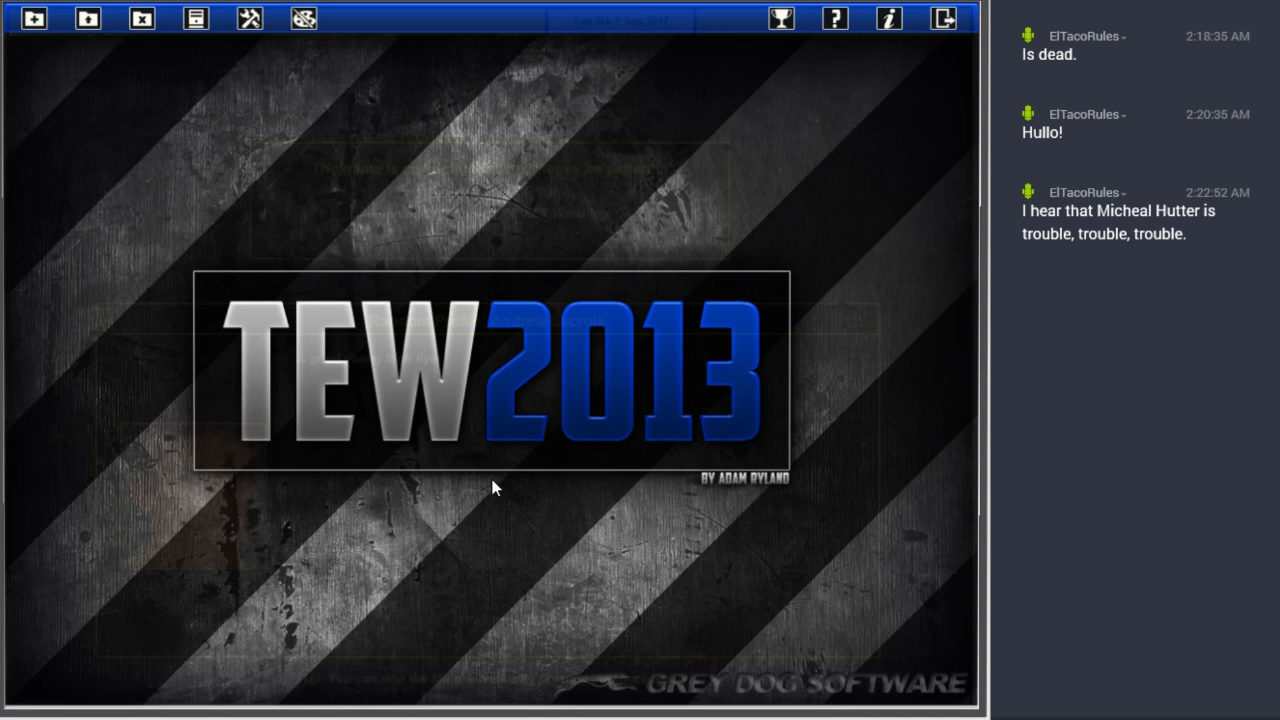 TEW2013
BY ADAM RYLAND
GREY DOG SOFTWARE
ElTacoRules
2:18:35 AM
Is dead.
ElTacoRules
2:20:35 AM
Hullo!
ElTacoRules
2:22:52 AM
I hear that Micheal Hutter is
trouble, trouble, trouble.